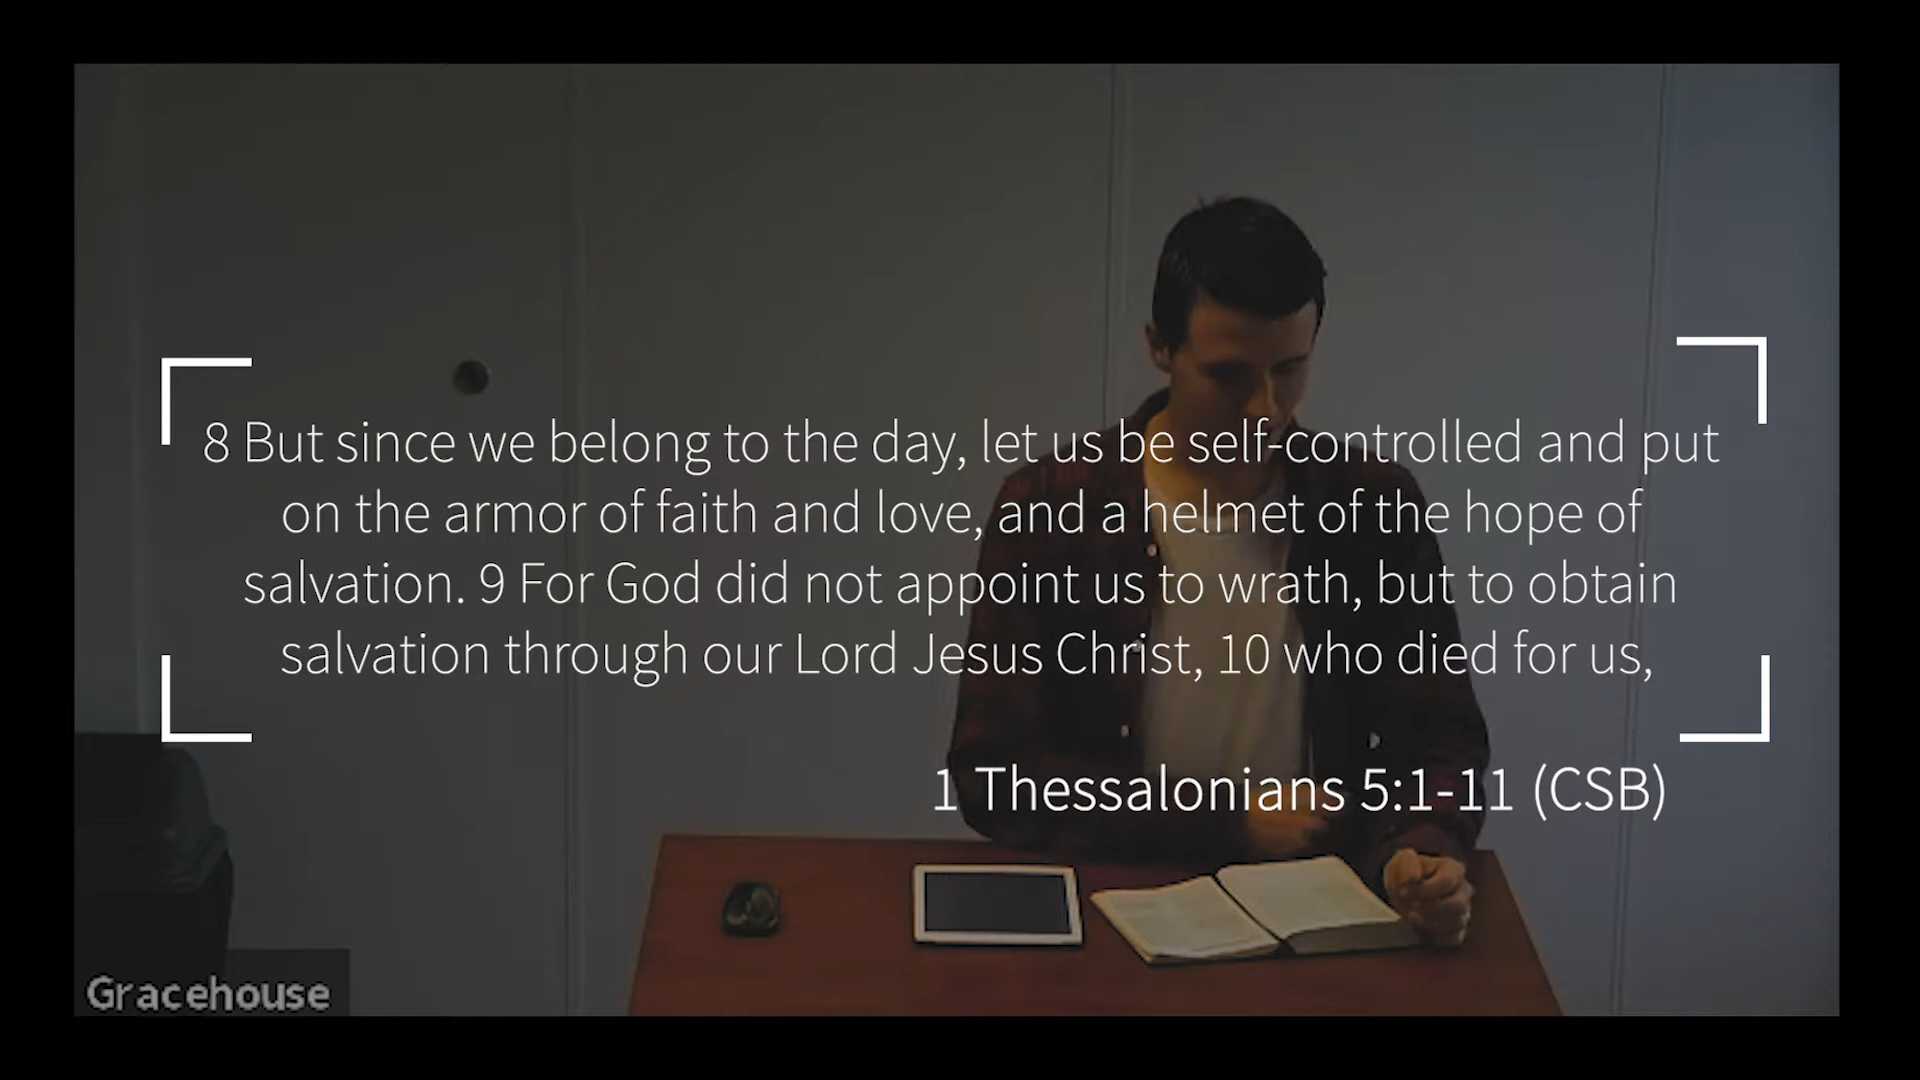 8 But since we belong to the day, let us be self-controlled and put
on the armor of faith and love, and a helmet of the hope of
salvation. 9 For God did not appoint us to wrath, but to obtain
salvation through our Lord Jesus Christ, 10 who died for us,
1 Thessalonians 5:1-11 (CSB)
Gracehouse